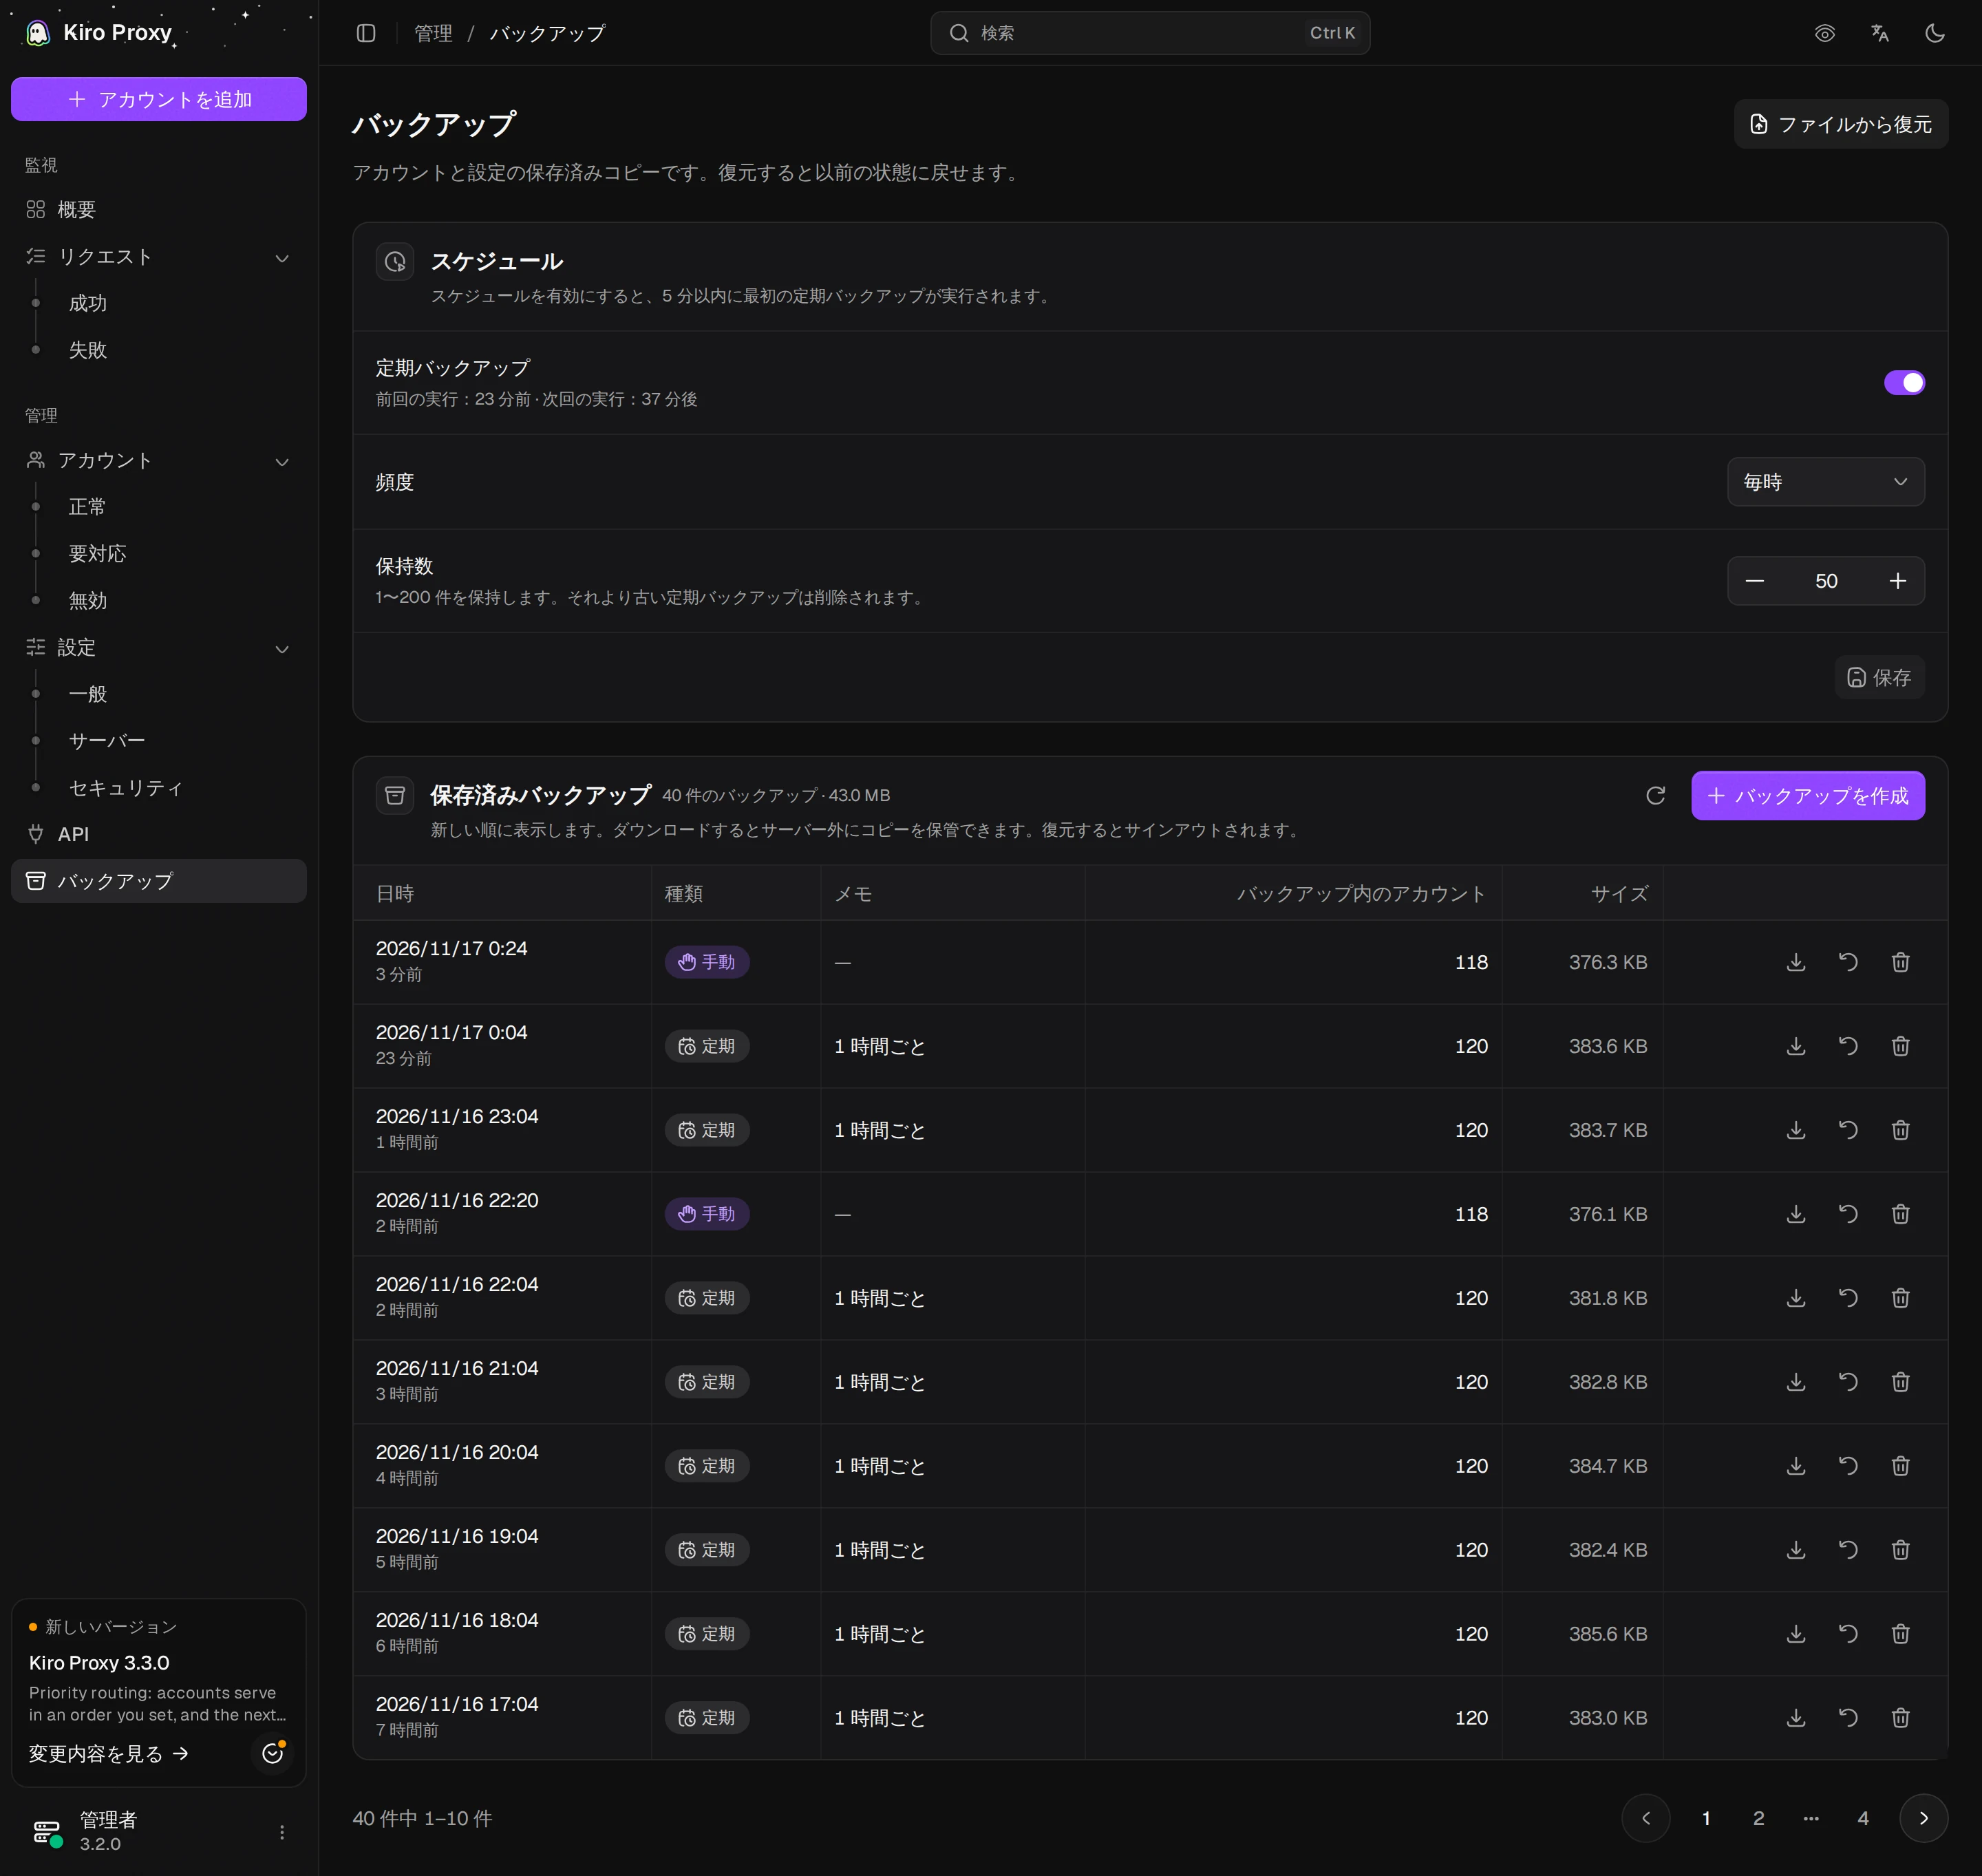 Kiro Proxy
アカウントを追加
監視
概要
リクエスト
成功
失敗
管理
アカウント
正常
要対応
無効
設定
一般
サーバー
セキュリティ
API
バックアップ
新しいバージョン
Kiro Proxy 3.3.0
Priority routing: accounts serve
in an order you set, and the next...
変更内容を見る →
管理者
3.2.0
管理 / バックアップ
検索 Ctrl K
バックアップ
ファイルから復元
アカウントと設定の保存済みコピーです。復元すると以前の状態に戻せます。
スケジュール
スケジュールを有効にすると、5 分以内に最初の定期バックアップが実行されます。
定期バックアップ
前回の実行：23 分前 · 次回の実行：37 分後
頻度
毎時
保持数
1〜200 件を保持します。それより古い定期バックアップは削除されます。
50
保存
保存済みバックアップ 40 件のバックアップ · 43.0 MB
バックアップを作成
新しい順に表示します。ダウンロードするとサーバー外にコピーを保管できます。復元するとサインアウトされます。
日時 種類 メモ バックアップ内のアカウント サイズ
2026/11/17 0:24
3 分前
手動 — 118 376.3 KB
2026/11/17 0:04
23 分前
定期 1 時間ごと 120 383.6 KB
2026/11/16 23:04
1 時間前
定期 1 時間ごと 120 383.7 KB
2026/11/16 22:20
2 時間前
手動 — 118 376.1 KB
2026/11/16 22:04
2 時間前
定期 1 時間ごと 120 381.8 KB
2026/11/16 21:04
3 時間前
定期 1 時間ごと 120 382.8 KB
2026/11/16 20:04
4 時間前
定期 1 時間ごと 120 384.7 KB
2026/11/16 19:04
5 時間前
定期 1 時間ごと 120 382.4 KB
2026/11/16 18:04
6 時間前
定期 1 時間ごと 120 385.6 KB
2026/11/16 17:04
7 時間前
定期 1 時間ごと 120 383.0 KB
40 件中 1–10 件
1 2 ... 4